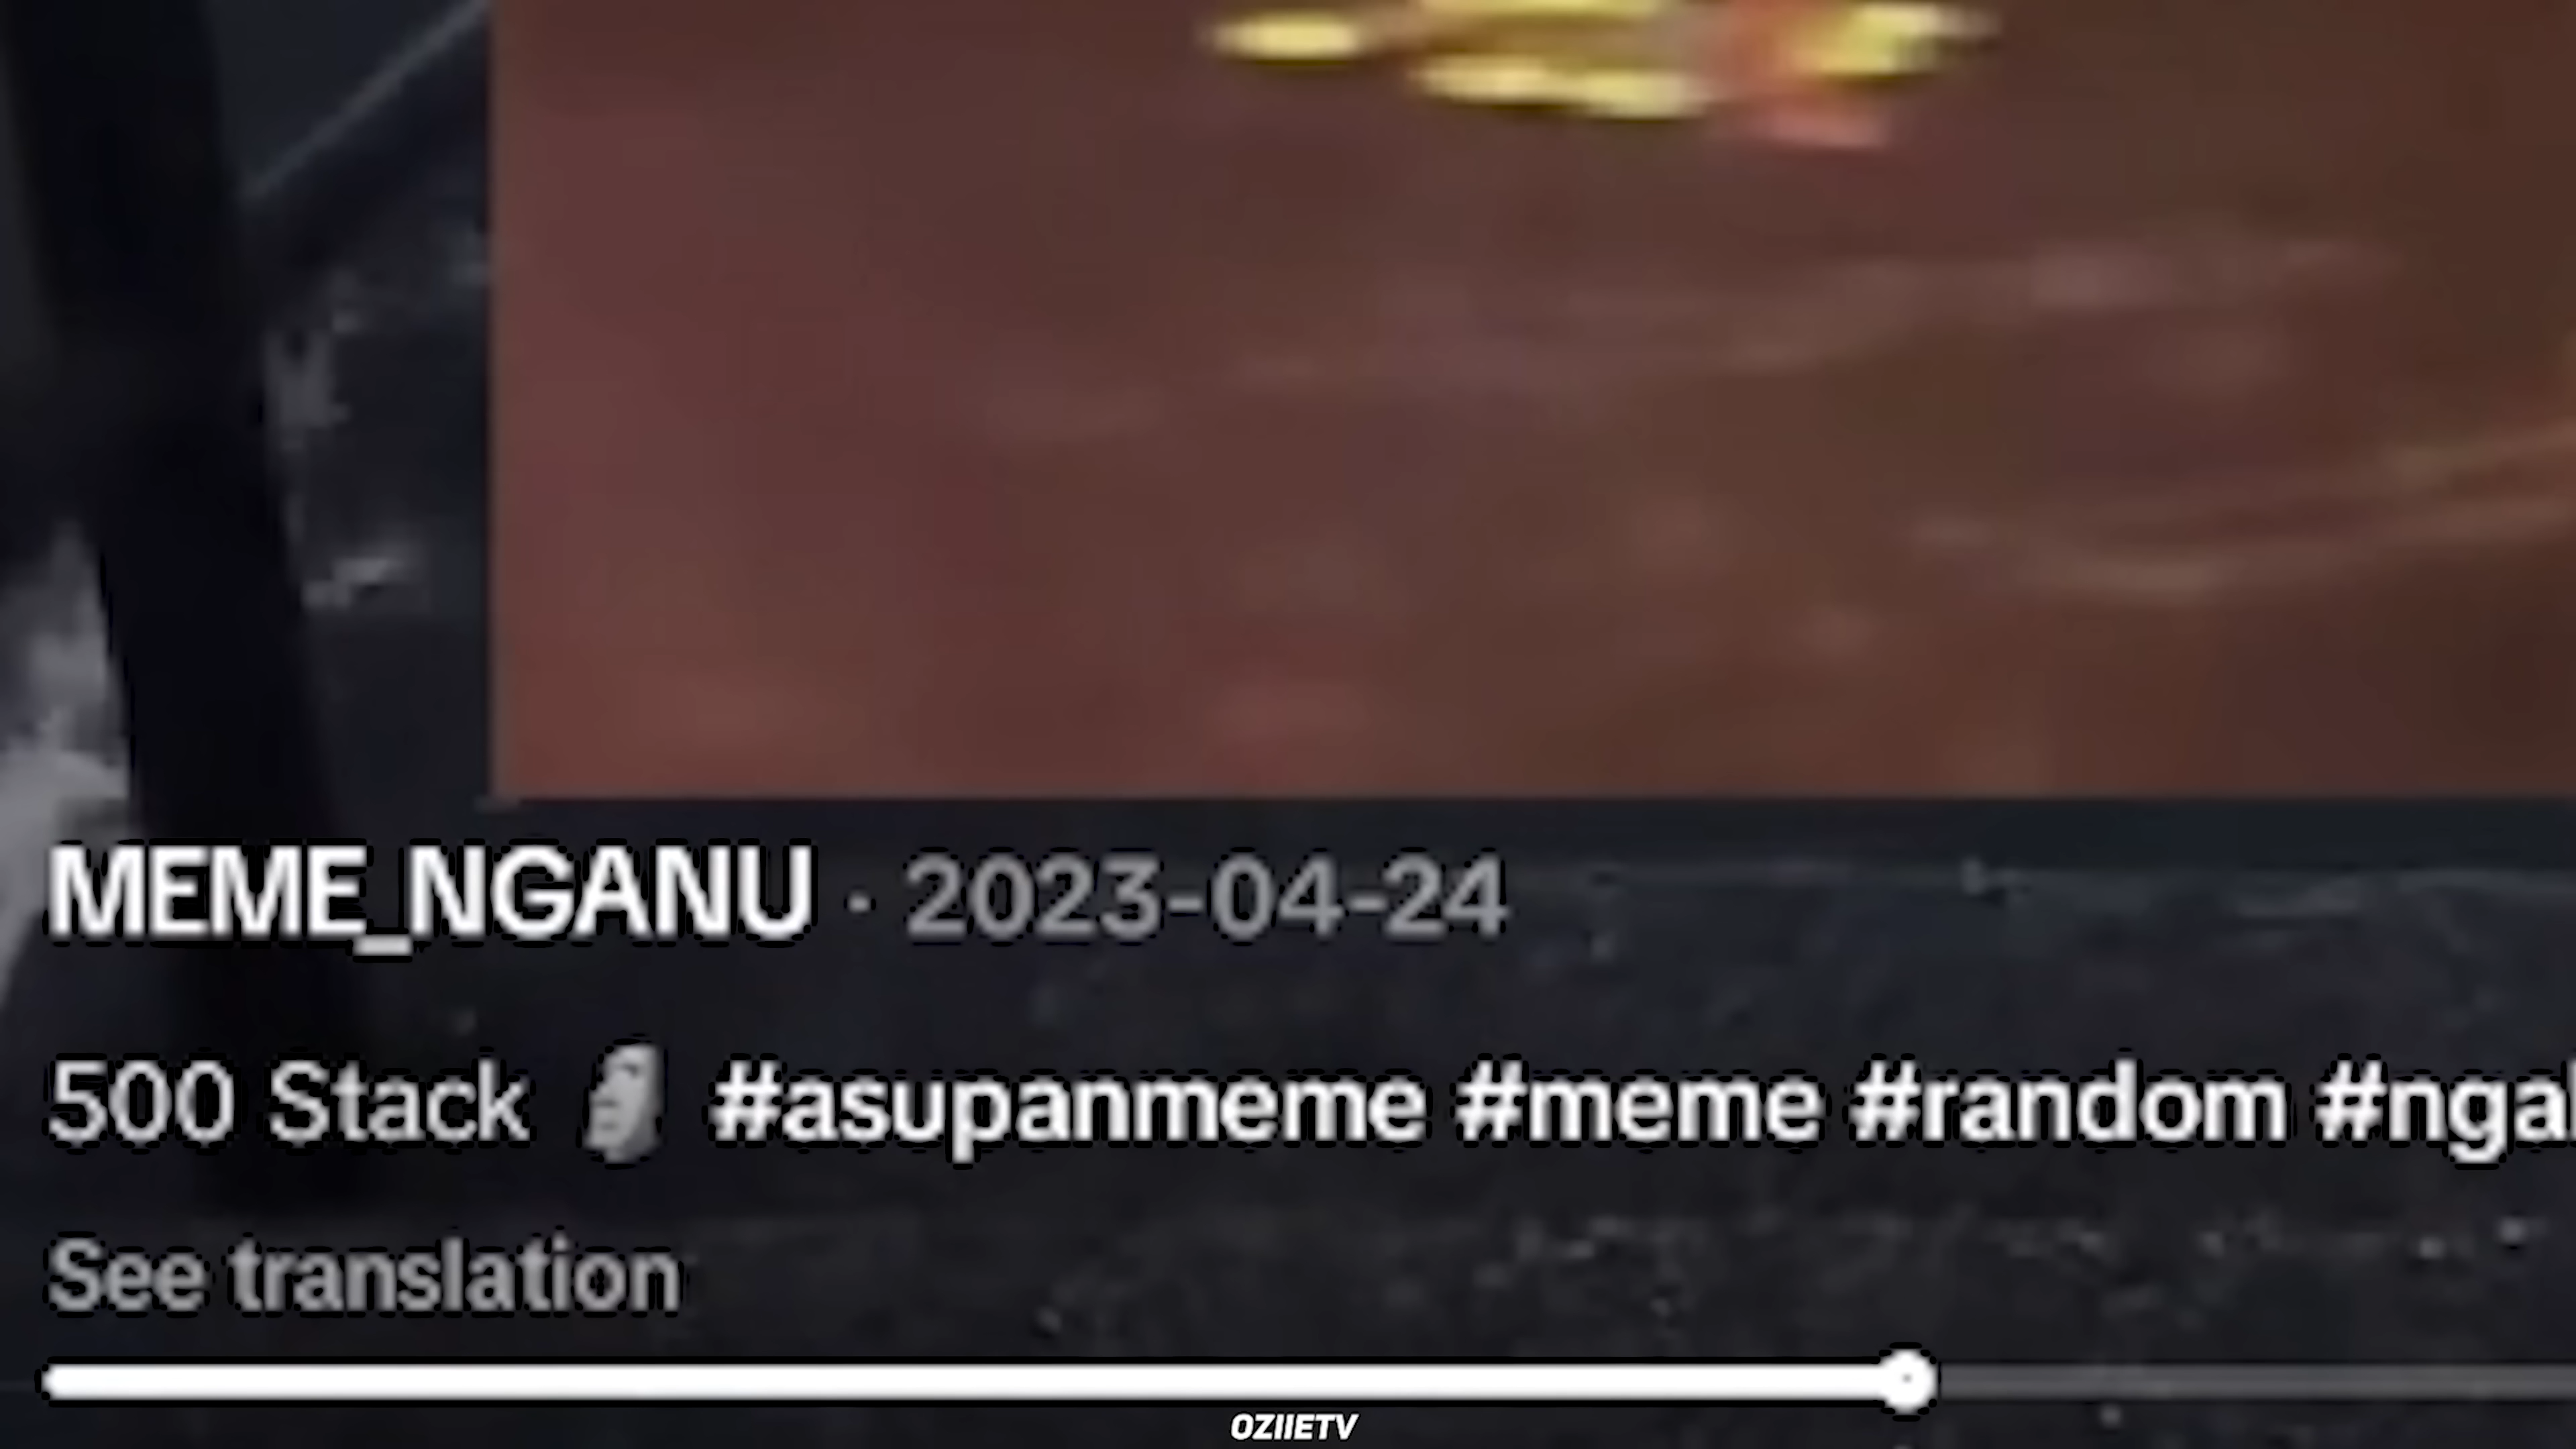 MEME_NGANU · 2023-04-24
500 Stack 🗿 #asupanmeme #meme #random
See translation
OZIIETV